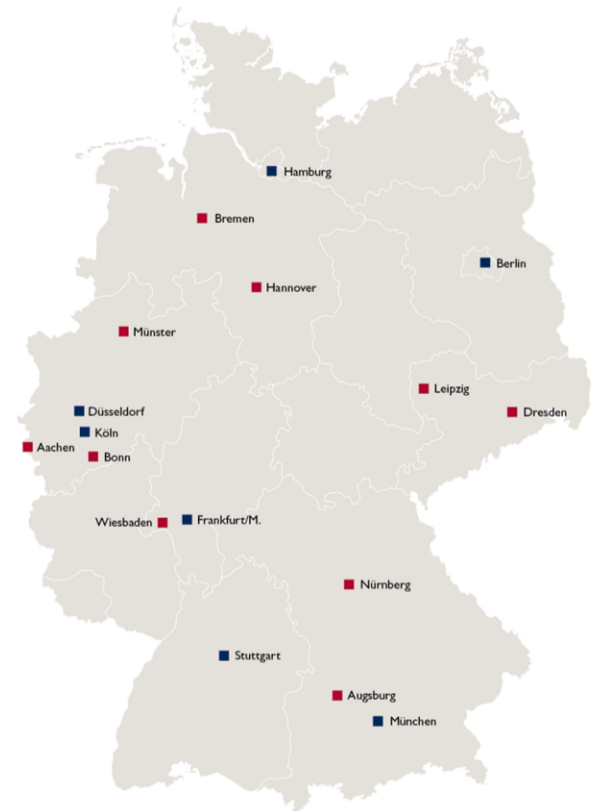 Hamburg
Bremen
Berlin
Hannover
Münster
Leipzig
Düsseldorf
Dresden
Köln
Aachen
Bonn
Wiesbaden
Frankfurt/M.
Nürnberg
Stuttgart
Augsburg
München